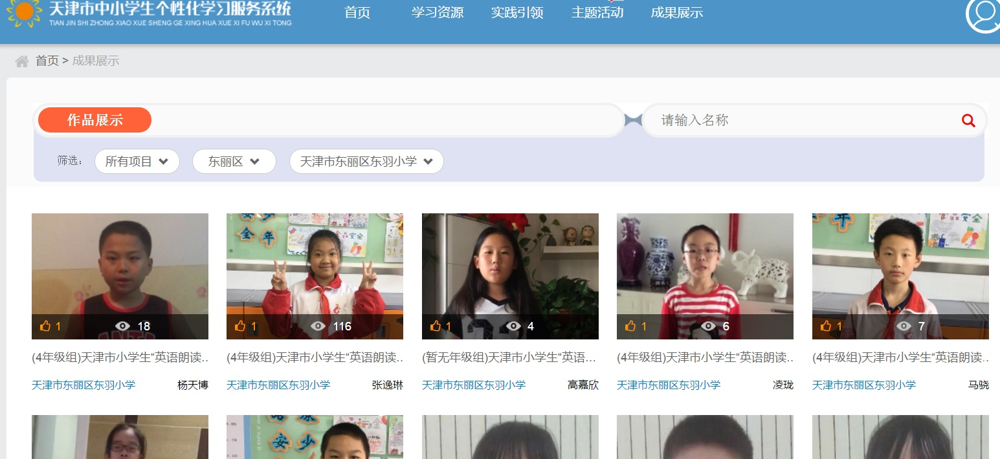 天津市中小学生个性化学习服务系统
TIAN JIN SHI ZHONG XIAO XUE SHENG GE XING HUA XUE XI FU WU XI TONG
首页 学习资源 实践引领 主题活动 成果展示
首页 > 成果展示
作品展示 请输入名称
筛选： 所有项目 东丽区 天津市东丽区东羽小学
全年
1 18 1 116 1 4 1 6 1 7
(4年级组)天津市小学生“英语朗读..
(4年级组)天津市小学生“英语朗读..
(暂无年级组)天津市小学生“英语...
(4年级组)天津市小学生“英语朗读..
(4年级组)天津市小学生“英语朗读..
天津市东丽区东羽小学 杨天博
天津市东丽区东羽小学 张逸琳
天津市东丽区东羽小学 高嘉欣
天津市东丽区东羽小学 凌珑
天津市东丽区东羽小学 马骁
安少